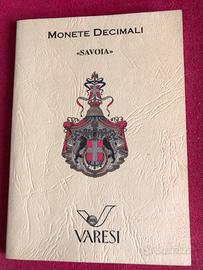 MONETE DECIMALI
«SAVOIA»
VARESI